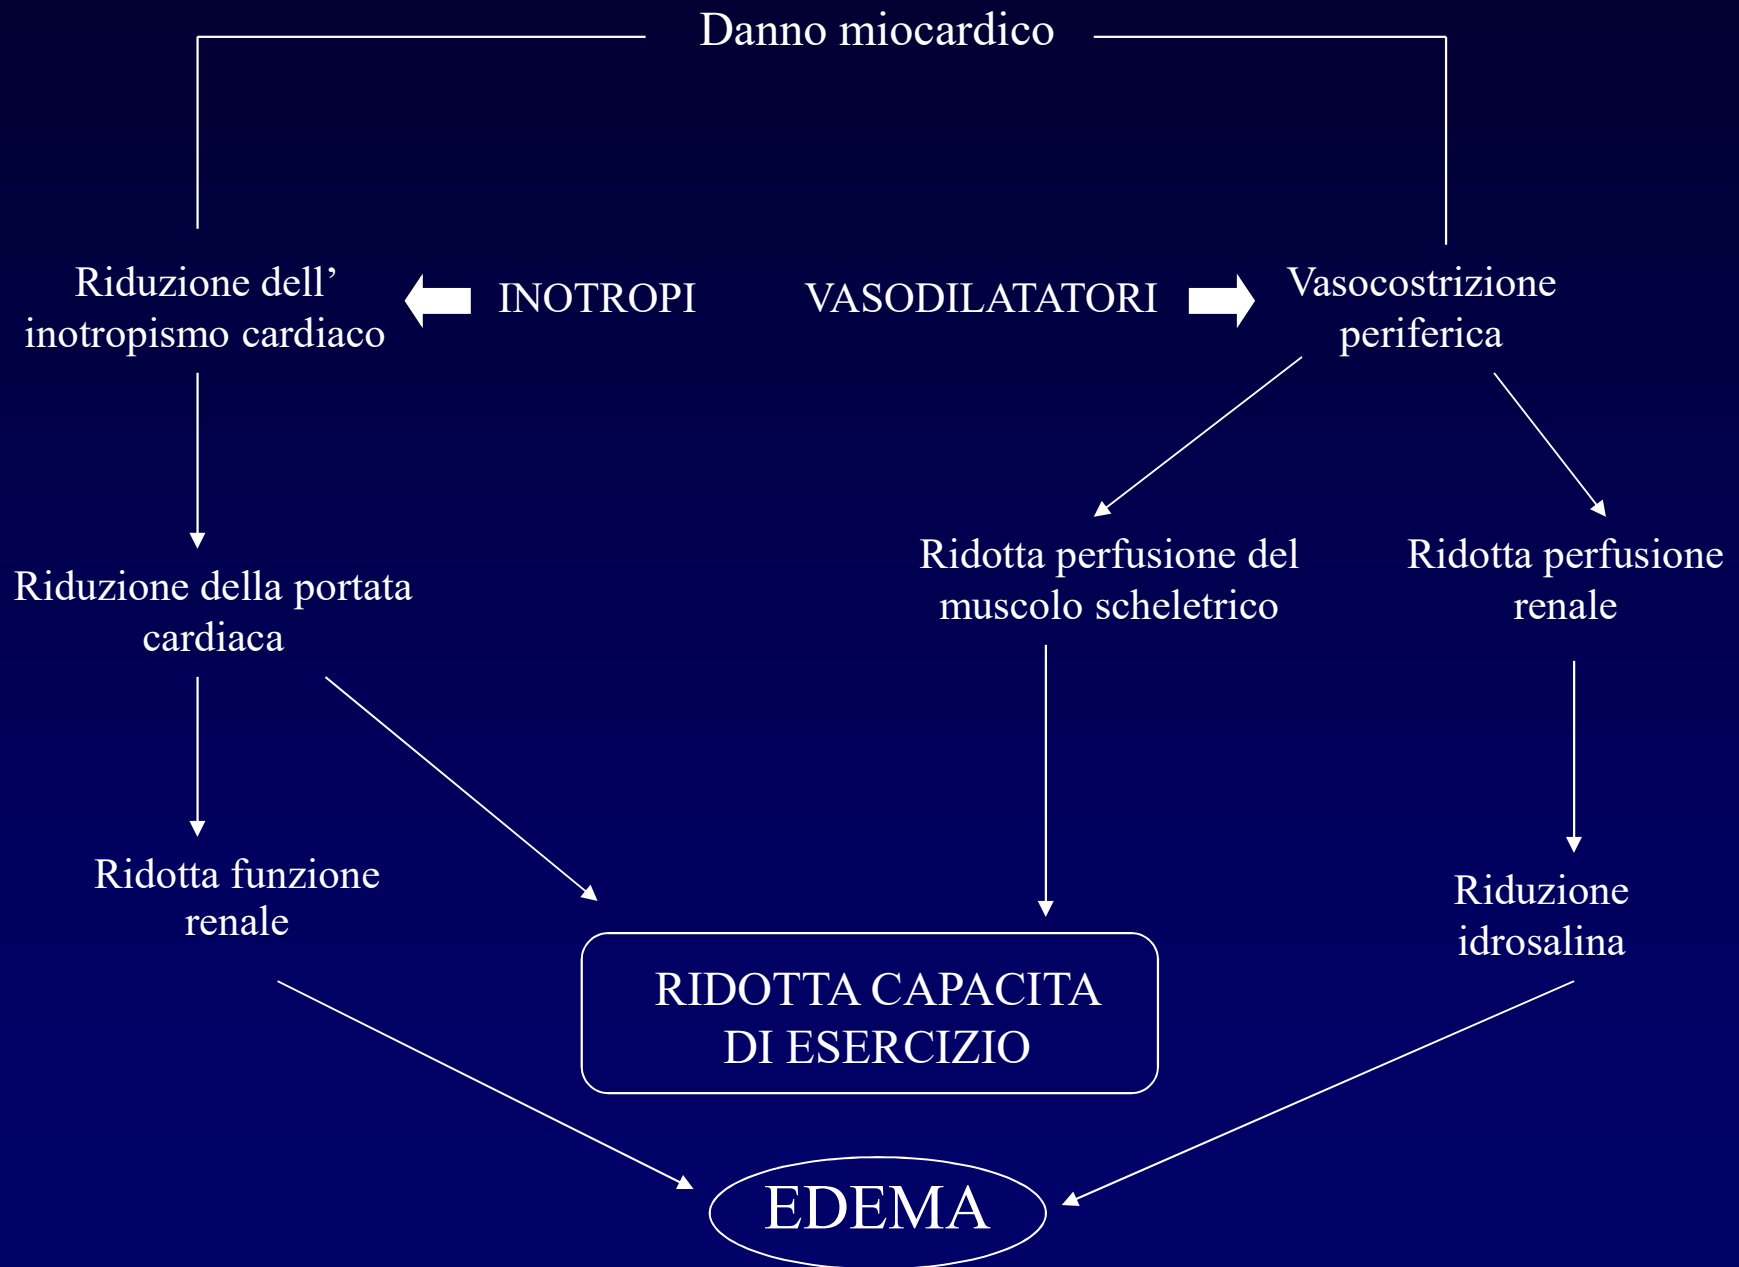 Danno miocardico
Riduzione dell’
inotropismo cardiaco
INOTROPI
VASODILATATORI
Vasocostrizione
periferica
Riduzione della portata
cardiaca
Ridotta perfusione del
muscolo scheletrico
Ridotta perfusione
renale
Ridotta funzione
renale
Riduzione
idrosalina
RIDOTTA CAPACITA
DI ESERCIZIO
EDEMA